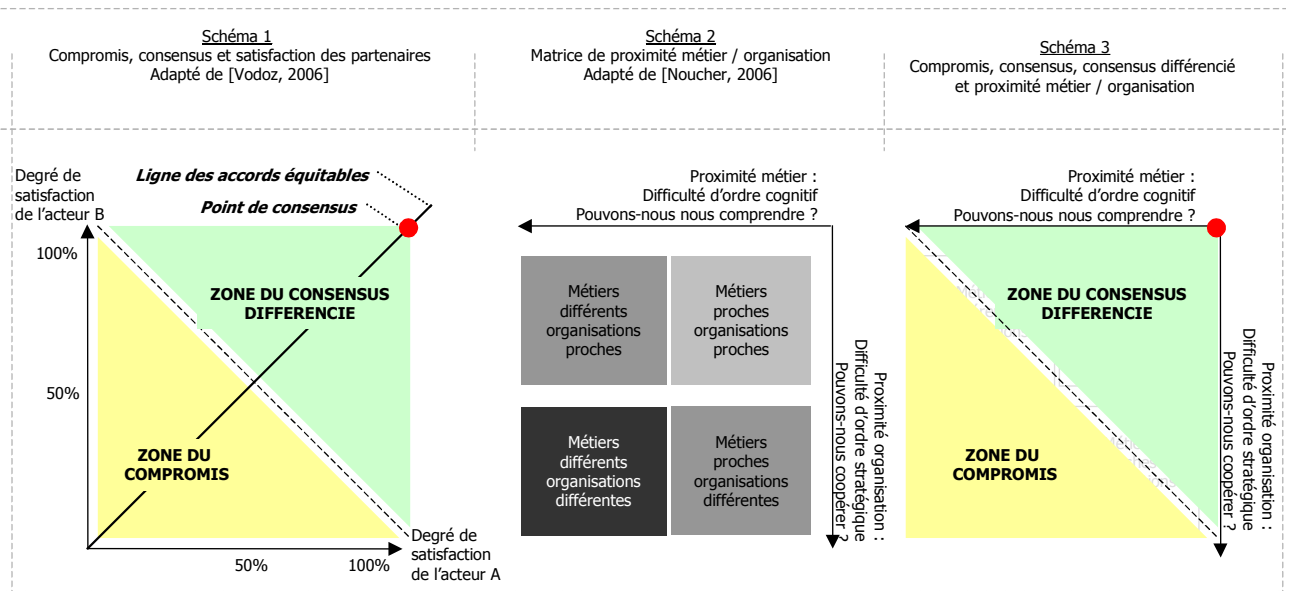 Schéma 1
Compromis, consensus et satisfaction des partenaires
Adapté de [Vodoz, 2006]
Schéma 2
Matrice de proximité métier / organisation
Adapté de [Noucher, 2006]
Schéma 3
Compromis, consensus, consensus différencié
et proximité métier / organisation
Degré de
satisfaction
de l'acteur B
Ligne des accords équitables
Point de consensus
100%
50%
ZONE DU CONSENSUS
DIFFERENCIE
ZONE DU
COMPROMIS
50%
100%
Degré de
satisfaction
de l'acteur A
Proximité métier :
Difficulté d'ordre cognitif
Pouvons-nous nous comprendre ?
Métiers
différents
organisations
proches
Métiers
proches
organisations
proches
Métiers
différents
organisations
différentes
Métiers
proches
organisations
différentes
Proximité organisation :
Difficulté d'ordre stratégique
Pouvons-nous coopérer ?
Proximité métier :
Difficulté d'ordre cognitif
Pouvons-nous nous comprendre ?
ZONE DU CONSENSUS
DIFFERENCIE
ZONE DU
COMPROMIS
Proximité organisation :
Difficulté d'ordre stratégique
Pouvons-nous coopérer ?